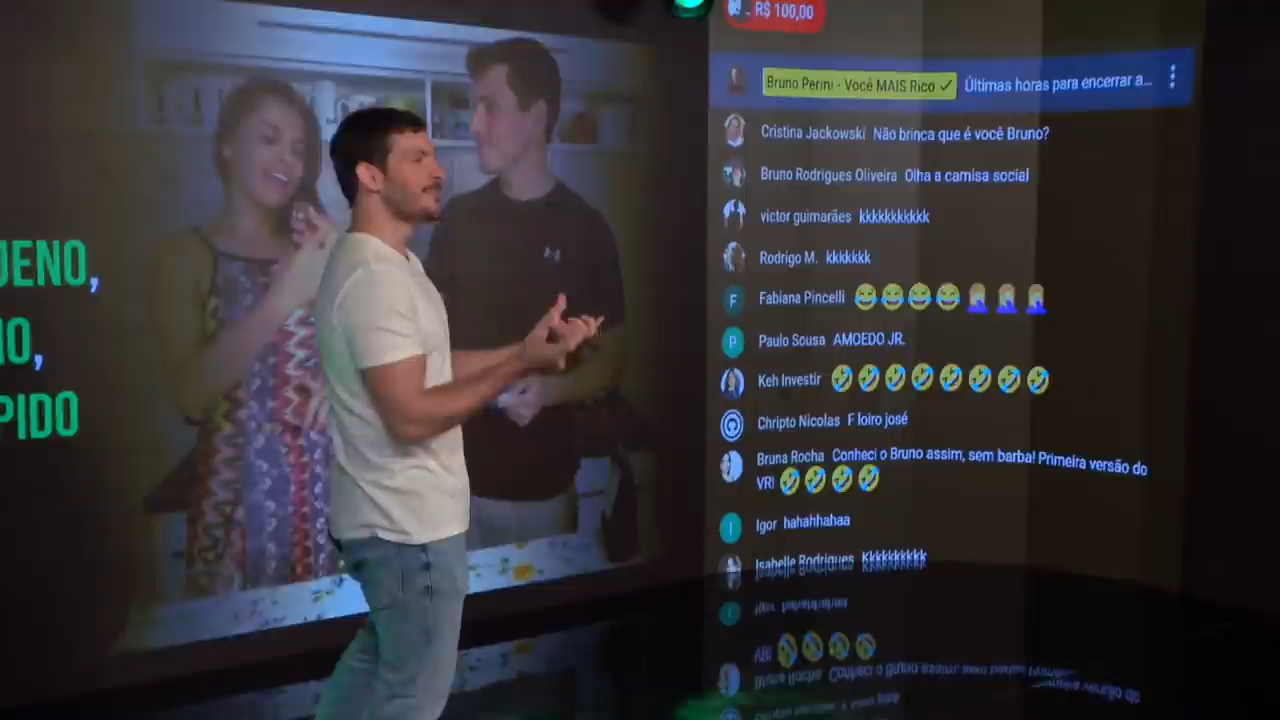 UENO,
O,
PIDO
R$ 100,00
Bruno Perini - Você MAIS Rico ✓ Últimas horas para encerrar a...
Cristina Jackowski Não brinca que é você Bruno?
Bruno Rodrigues Oliveira Olha a camisa social
victor guimarães kkkkkkkkkkk
Rodrigo M. kkkkkkk
F Fabiana Pincelli 😂😂😂😂🤦‍♀️🤦‍♀️🤦‍♀️
P Paulo Sousa AMOEDO JR.
Keh Investir 🤣🤣🤣🤣🤣🤣🤣🤣
Chripto Nicolas F loiro josé
Bruna Rocha Conheci o Bruno assim, sem barba! Primeira versão do
VR! 🤣🤣🤣🤣
I Igor hahahhahaa
Isabelle Rodrigues Kkkkkkkkkk